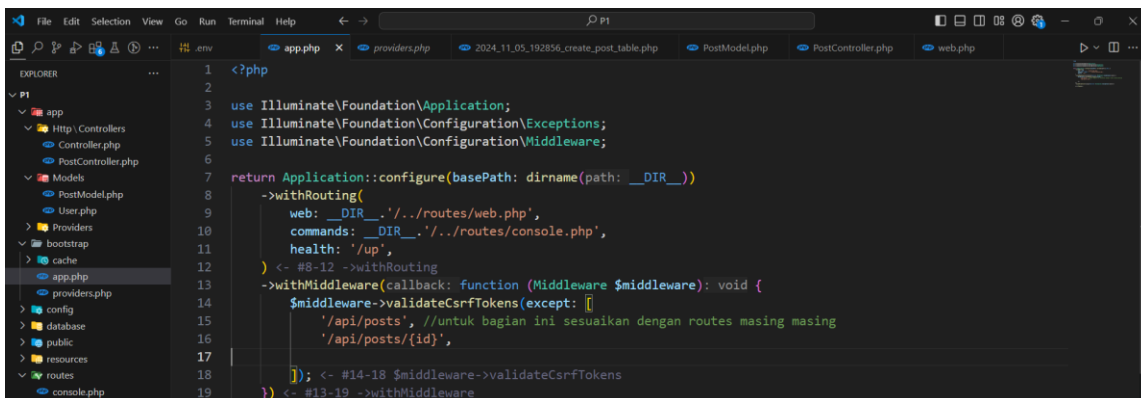 File Edit Selection View Go Run Terminal Help
P1
.env
app.php
providers.php
2024_11_05_192856_create_post_table.php
PostModel.php
PostController.php
web.php
EXPLORER
P1
app
Http \ Controllers
Controller.php
PostController.php
Models
PostModel.php
User.php
Providers
bootstrap
cache
app.php
providers.php
config
database
public
resources
routes
console.php
1 <?php
2
3 use Illuminate\Foundation\Application;
4 use Illuminate\Foundation\Configuration\Exceptions;
5 use Illuminate\Foundation\Configuration\Middleware;
6
7 return Application::configure(basePath: dirname(path: __DIR__))
8 ->withRouting(
9 web: __DIR__.'/../routes/web.php',
10 commands: __DIR__.'/../routes/console.php',
11 health: '/up',
12 ) <- #8-12 ->withRouting
13 ->withMiddleware(callback: function (Middleware $middleware): void {
14 $middleware->validateCsrfTokens(except: [
15 '/api/posts', //untuk bagian ini sesuaikan dengan routes masing masing
16 '/api/posts/{id}',
17
18 ]); <- #14-18 $middleware->validateCsrfTokens
19 }) <- #13-19 ->withMiddleware